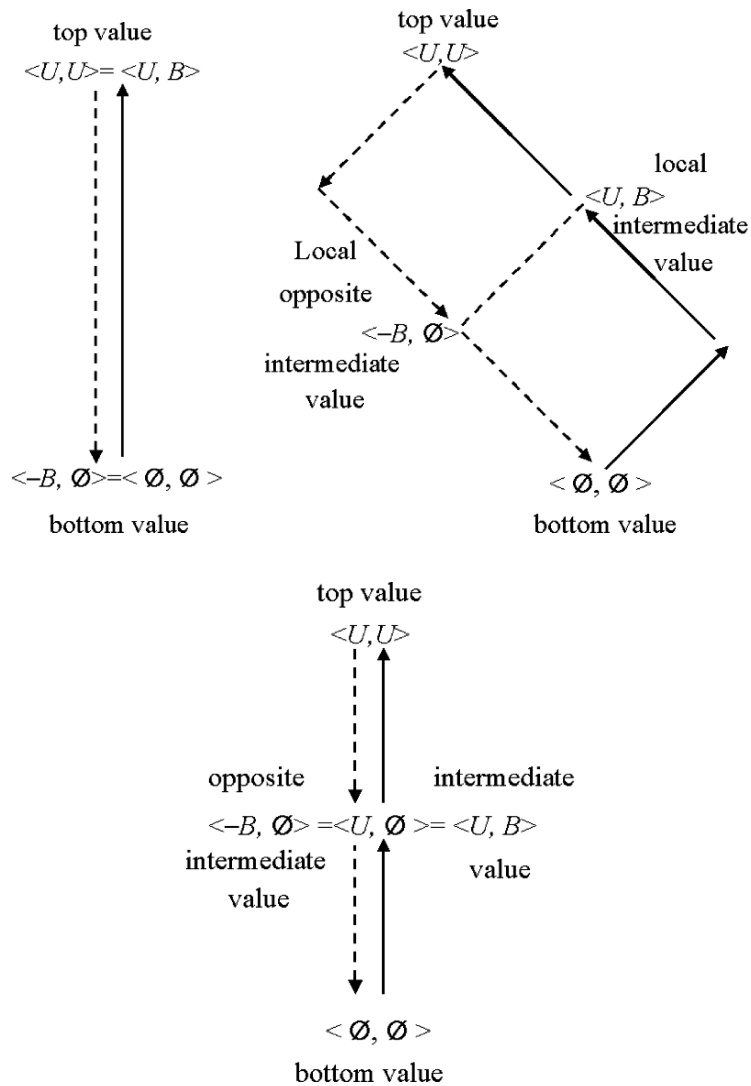 top value
<U,U>= <U, B>
<–B, Ø>=< Ø, Ø >
bottom value
top value
<U,U>
local
<U, B>
intermediate
value
Local
opposite
<–B, Ø>
intermediate
value
< Ø, Ø >
bottom value
top value
<U,U>
opposite intermediate
<–B, Ø> =<U, Ø >= <U, B>
intermediate value
value
< Ø, Ø >
bottom value